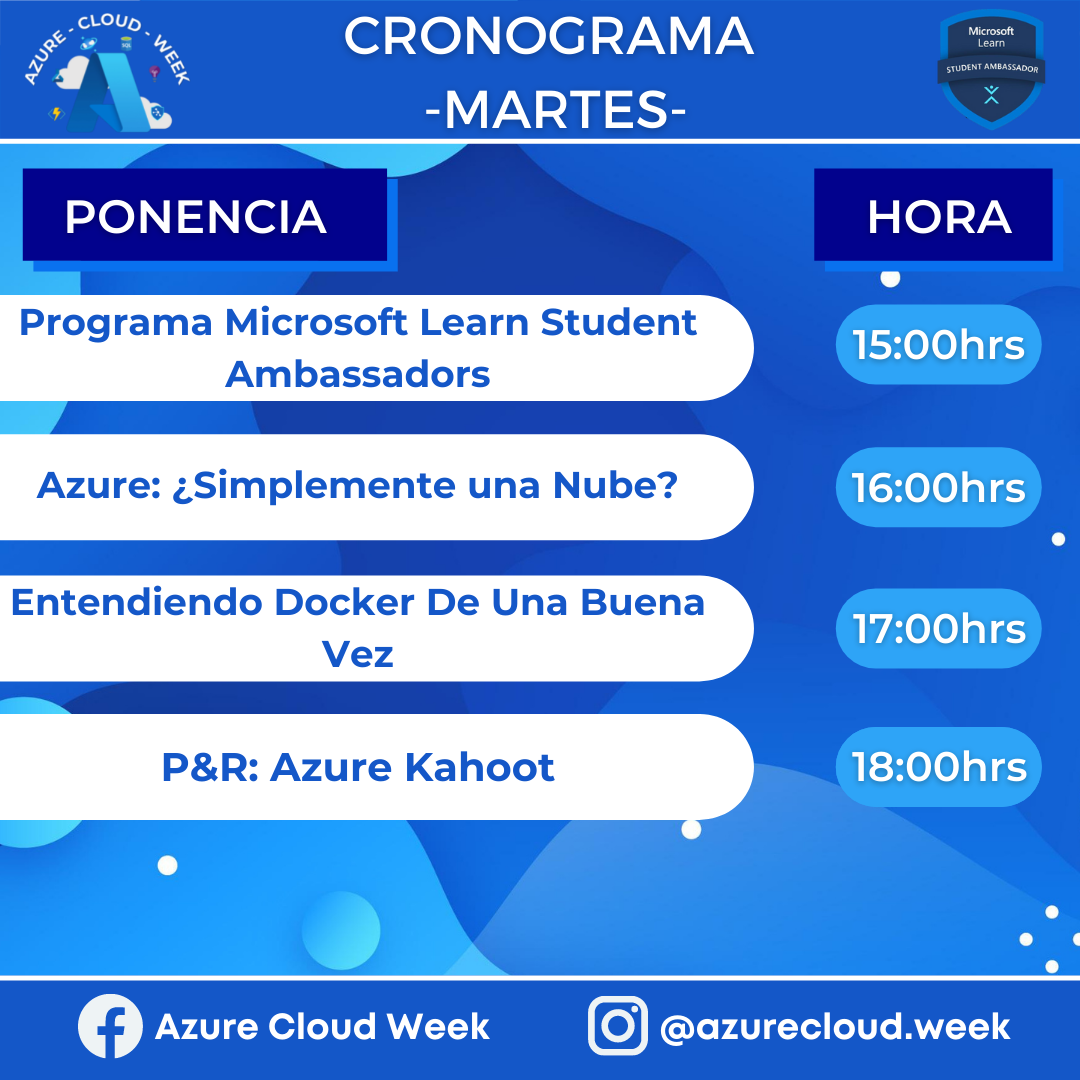 AZURE - CLOUD - WEEK
CRONOGRAMA
-MARTES-
Microsoft
Learn
STUDENT AMBASSADOR
PONENCIA
HORA
Programa Microsoft Learn Student
Ambassadors
15:00hrs
Azure: ¿Simplemente una Nube?
16:00hrs
Entendiendo Docker De Una Buena
Vez
17:00hrs
P&R: Azure Kahoot
18:00hrs
Azure Cloud Week
@azurecloud.week